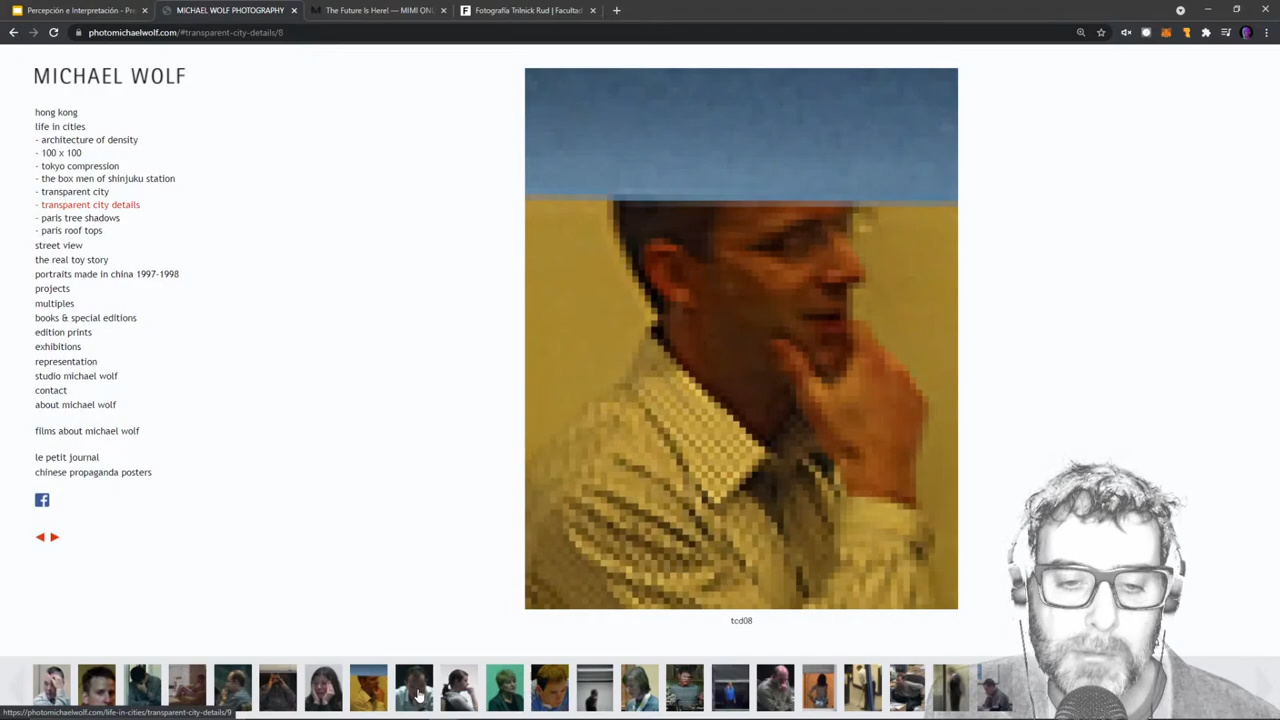 Percepción e Interpretación - Pre
MICHAEL WOLF PHOTOGRAPHY
The Future Is Here! — MIMI ON
Fotografía Trilnick Rud | Facultad
photomichaelwolf.com/#transparent-city-details/8
MICHAEL WOLF
hong kong
life in cities
- architecture of density
- 100 x 100
- tokyo compression
- the box men of shinjuku station
- transparent city
- transparent city details
- paris tree shadows
- paris roof tops
street view
the real toy story
portraits made in china 1997-1998
projects
multiples
books & special editions
edition prints
exhibitions
representation
studio michael wolf
contact
about michael wolf
films about michael wolf
le petit journal
chinese propaganda posters
tcd08
https://photomichaelwolf.com/life-in-cities/transparent-city-details/9